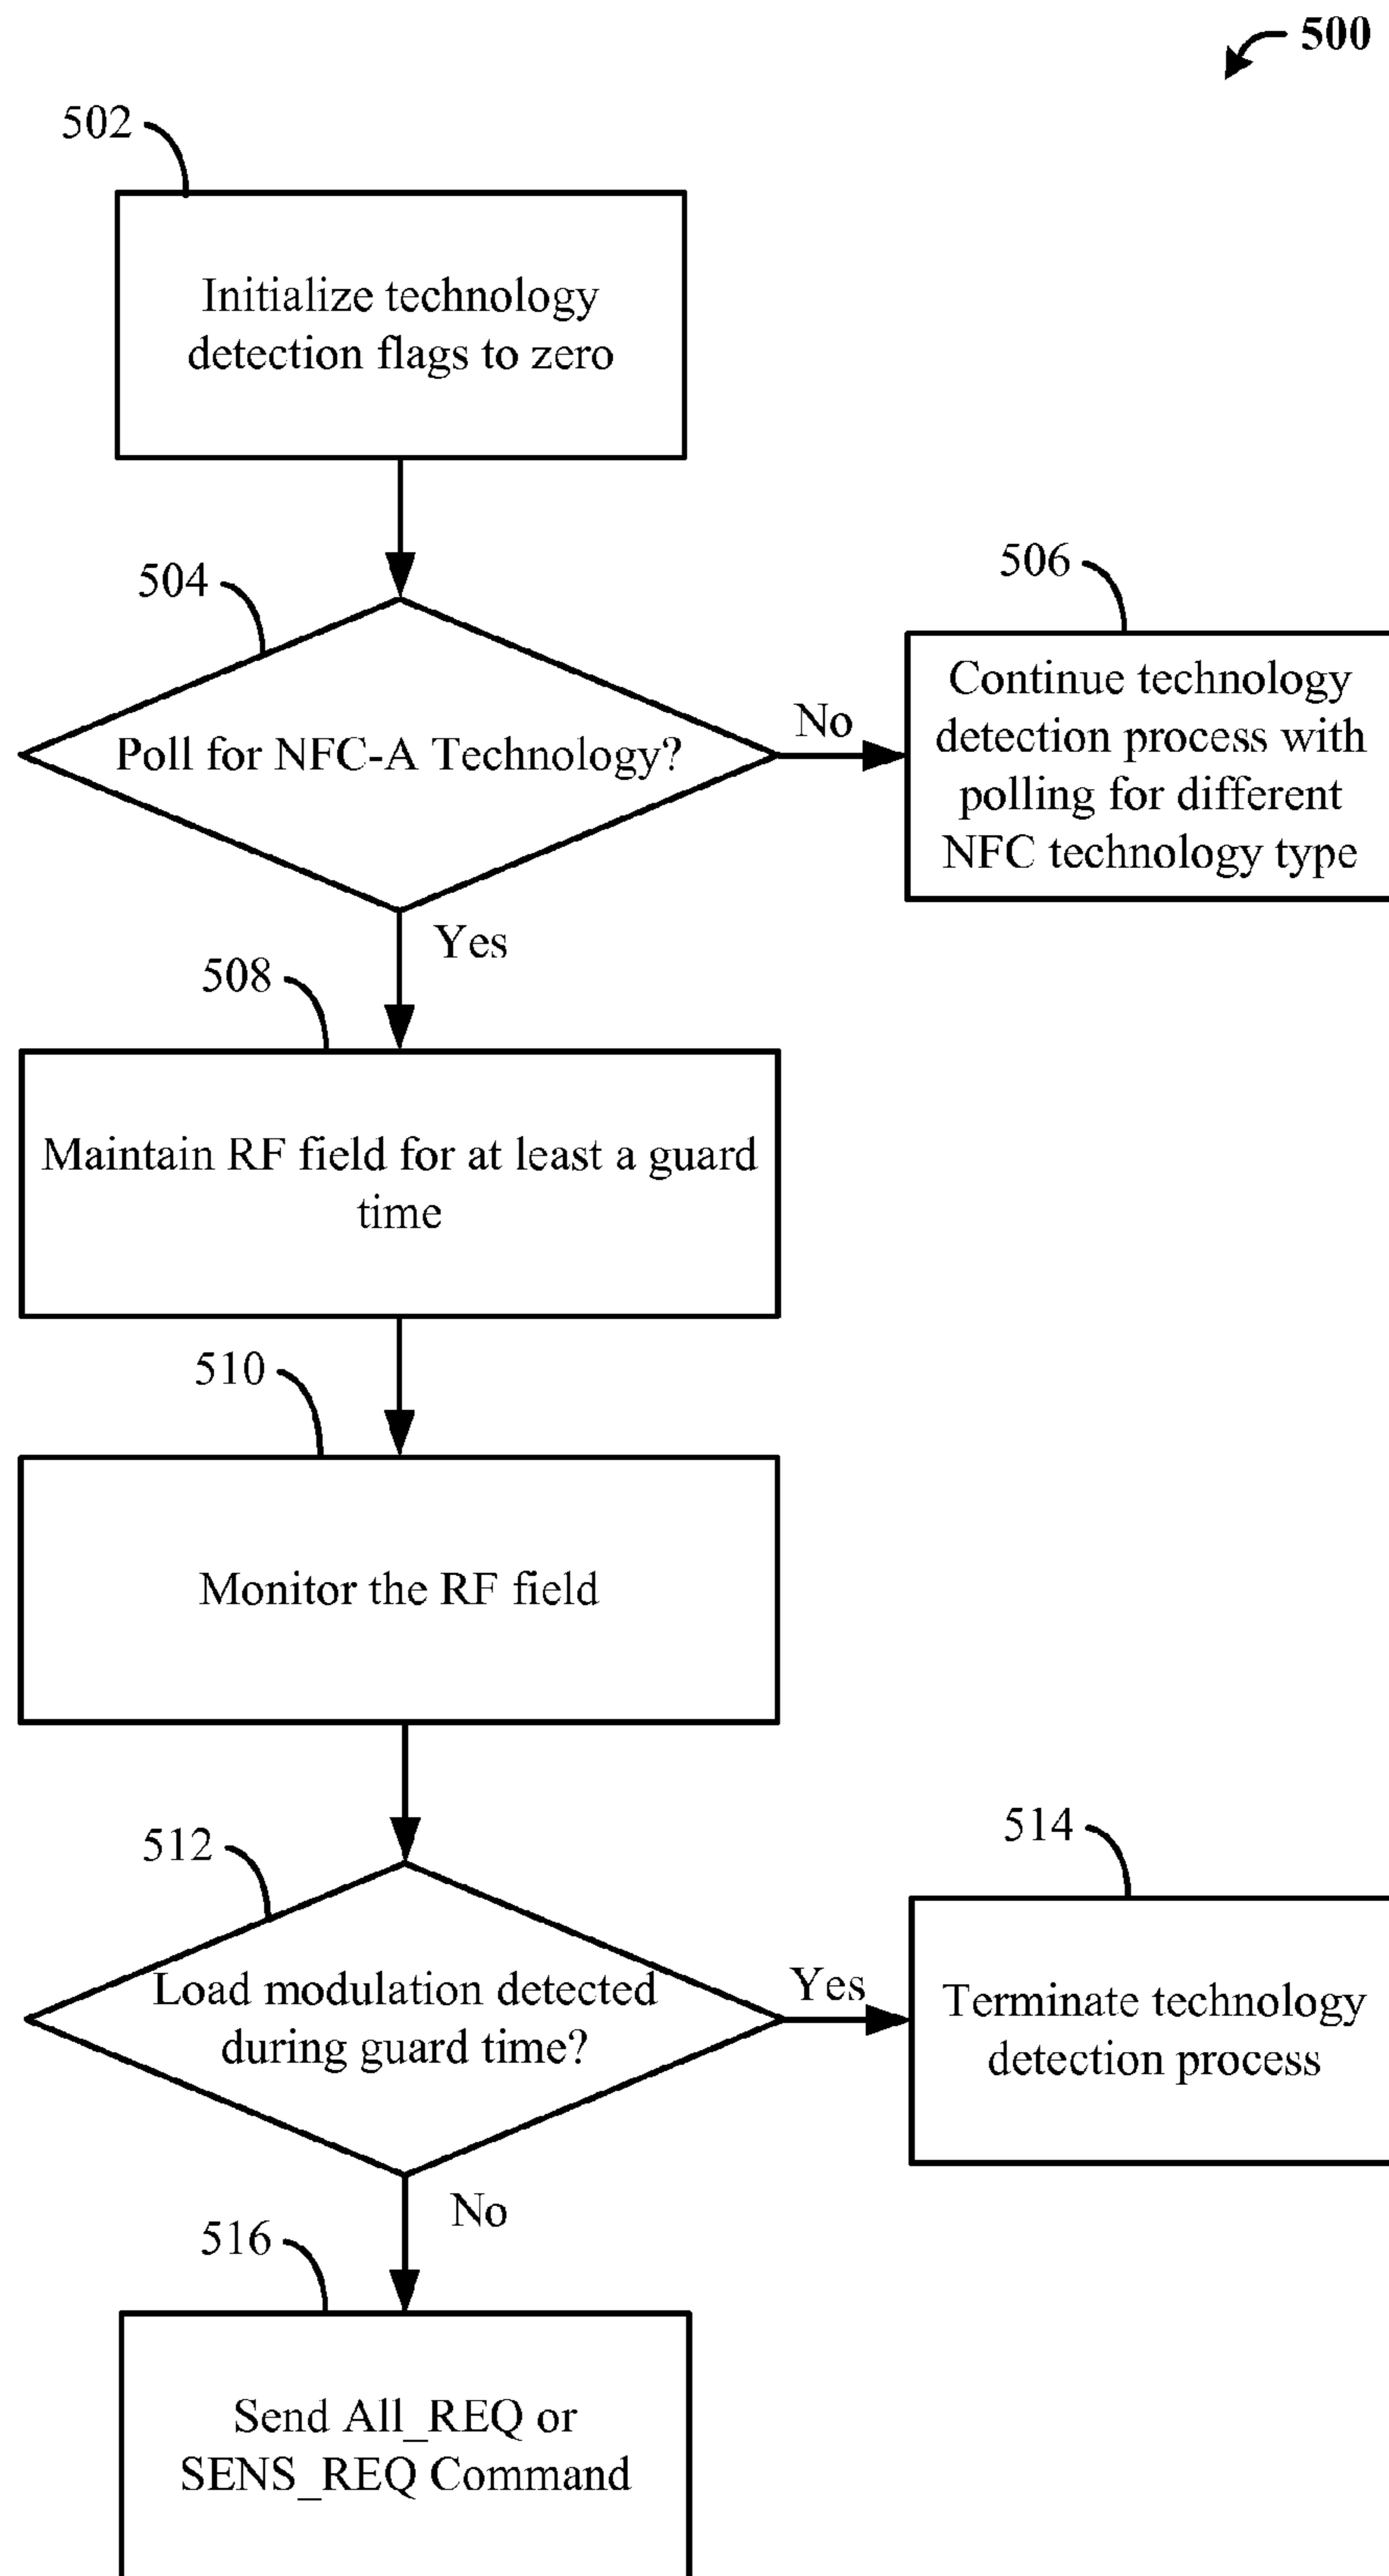 500
502
Initialize technology
detection flags to zero
504
Poll for NFC-A Technology?
No
506
Continue technology
detection process with
polling for different
NFC technology type
Yes
508
Maintain RF field for at least a guard
time
510
Monitor the RF field
512
Load modulation detected
during guard time?
Yes
514
Terminate technology
detection process
No
516
Send All_REQ or
SENS_REQ Command